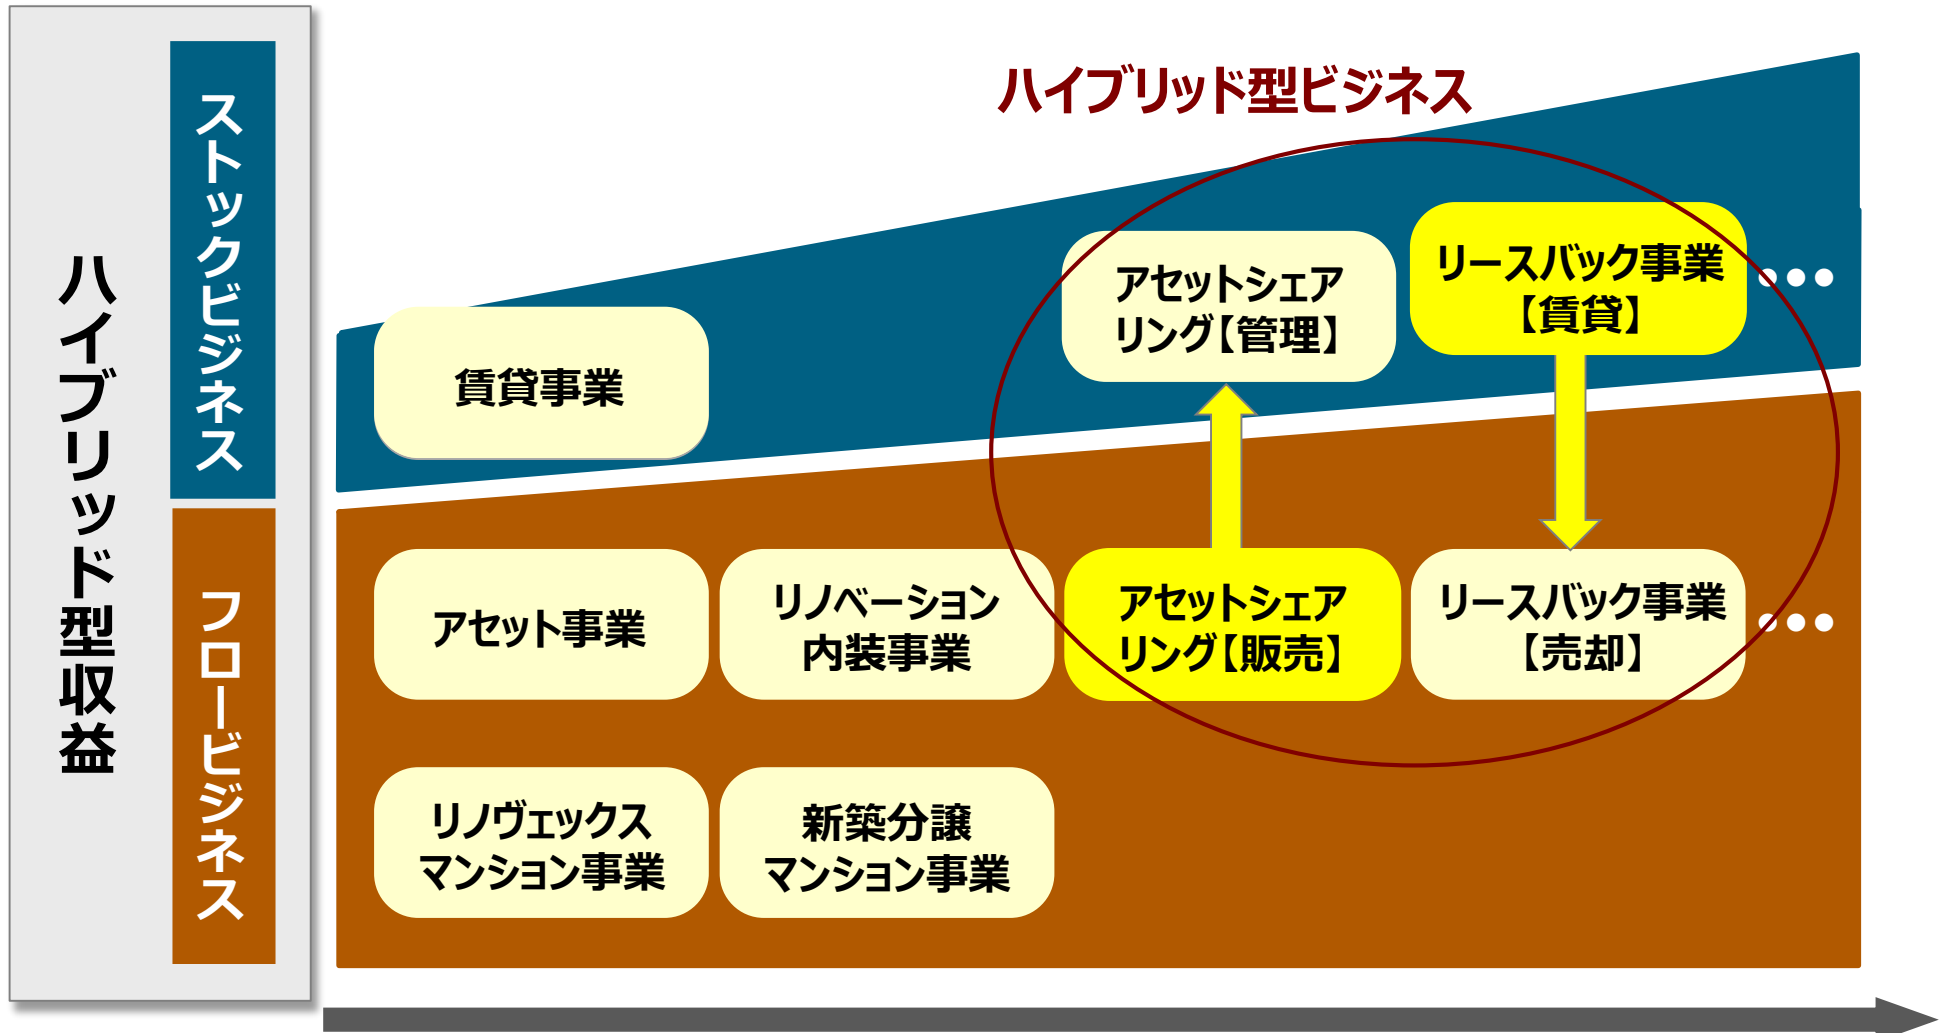 ハイブリッド型収益
ストックビジネス
フロービジネス
ハイブリッド型ビジネス
賃貸事業
アセットシェア
リング【管理】
リースバック事業
【賃貸】
●●●
アセット事業
リノベーション
内装事業
アセットシェア
リング【販売】
リースバック事業
【売却】
●●●
リノヴェックス
マンション事業
新築分譲
マンション事業